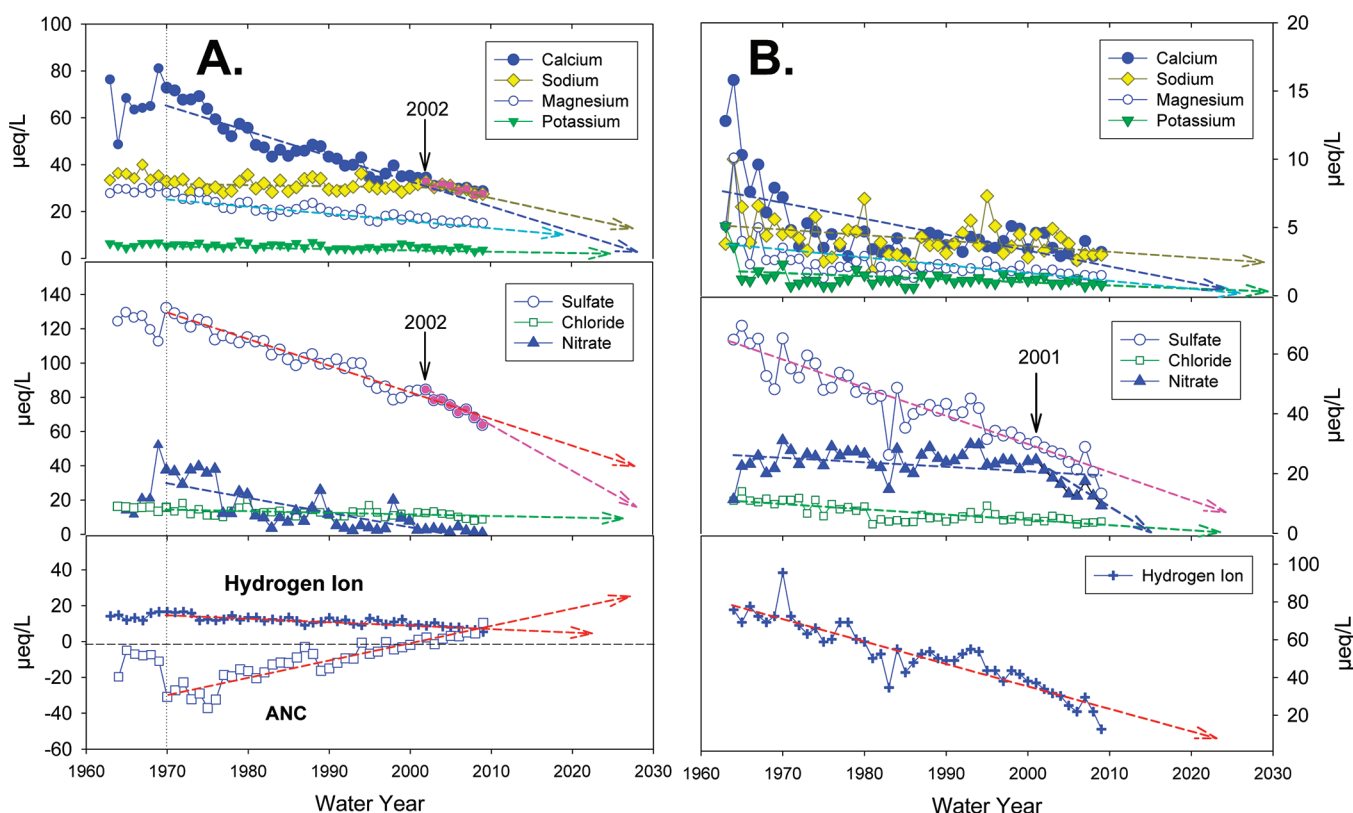 A.
100
80
60
40
20
0
µeq/L
Calcium
Sodium
Magnesium
Potassium
2002
140
120
100
80
60
40
20
0
µeq/L
Sulfate
Chloride
Nitrate
2002
40
20
0
-20
-40
-60
µeq/L
Hydrogen Ion
ANC
1960 1970 1980 1990 2000 2010 2020 2030
Water Year
B.
20
15
10
5
0
µeq/L
Calcium
Sodium
Magnesium
Potassium
60
40
20
0
µeq/L
Sulfate
Chloride
Nitrate
2001
100
80
60
40
20
µeq/L
Hydrogen Ion
1960 1970 1980 1990 2000 2010 2020 2030
Water Year